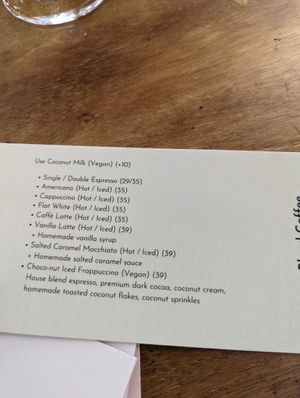 Use Coconut Milk (Vegan) (+10)
• Single / Double Espresso (29/35)
• Americano (Hot / Iced) (35)
• Cappuccino (Hot / Iced) (35)
• Flat White (Hot / Iced) (35)
• Caffè Latte (Hot / Iced) (35)
• Vanilla Latte (Hot / Iced) (39)
+ Homemade vanilla syrup
• Salted Caramel Macchiato (Hot / Iced) (39)
+ Homemade salted caramel sauce
• Choco-nut Iced Frappuccino (Vegan) (39)
House blend espresso, premium dark cocoa, coconut cream,
homemade toasted coconut flakes, coconut sprinkles
Coffee